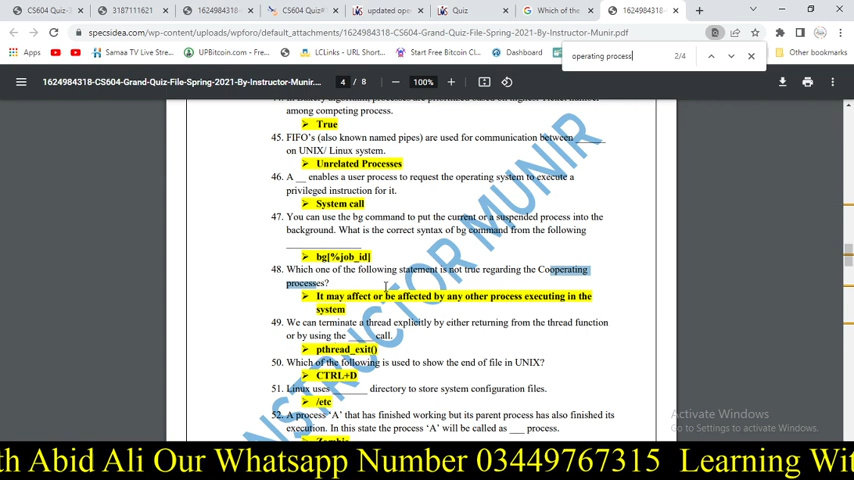 CS604 Online
3187111621
1624984318-
CS604 Quiz#
updated ope
Quiz
Which of the
1624984318-
specsidea.com/wp-content/uploads/wpforo/default_attachments/1624984318-CS604-Grand-Quiz-File-Spring-2021-By-Instructor-Munir.pdf
Apps
Samaa TV Live Stre...
UPBitcoin.com - Fre...
LCLinks - URL Short...
Start Free Bitcoin Cl...
Dashboard
Other bookmarks
operating process
2/4
1624984318-CS604-Grand-Quiz-File-Spring-2021-By-Instructor-Munir....
4 / 8
100%
among competing process.
➤ True
45. FIFO's (also known named pipes) are used for communication between ______
on UNIX/ Linux system.
➤ Unrelated Processes
46. A __ enables a user process to request the operating system to execute a
privileged instruction for it.
➤ System call
47. You can use the bg command to put the current or a suspended process into the
background. What is the correct syntax of bg command from the following
_______________
➤ bg[%job_id]
48. Which one of the following statement is not true regarding the Cooperating
processes?
➤ It may affect or be affected by any other process executing in the
system
49. We can terminate a thread explicitly by either returning from the thread function
or by using the _____ call.
➤ pthread_exit()
50. Which of the following is used to show the end of file in UNIX?
➤ CTRL+D
51. Linux uses ________ directory to store system configuration files.
➤ /etc
52. A process 'A' that has finished working but its parent process has also finished its
execution. In this state the process 'A' will be called as ___ process.
➤ Zombie
INSTRUCTOR MUNIR
Activate Windows
Go to Settings to activate Windows.
th Abid Ali Our Whatsapp Number 03449767315 Learning Wit